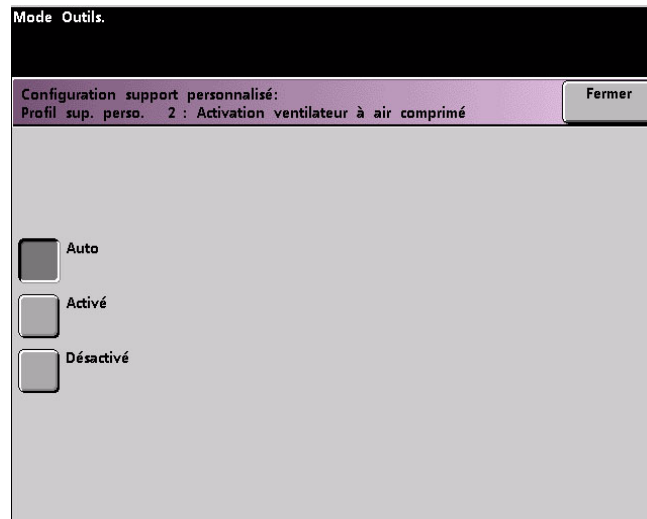 Mode Outils.
Configuration support personnalisé:
Profil sup. perso. 2 : Activation ventilateur à air comprimé
Fermer
Auto
Activé
Désactivé